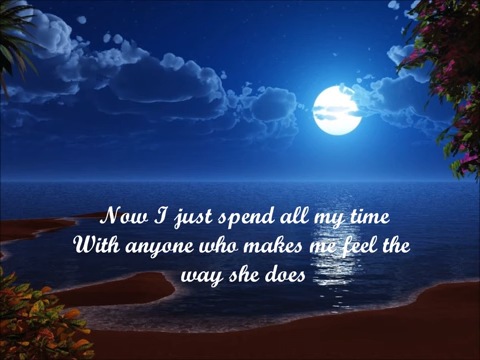 Now I just spend all my time
With anyone who makes me feel the
way she does